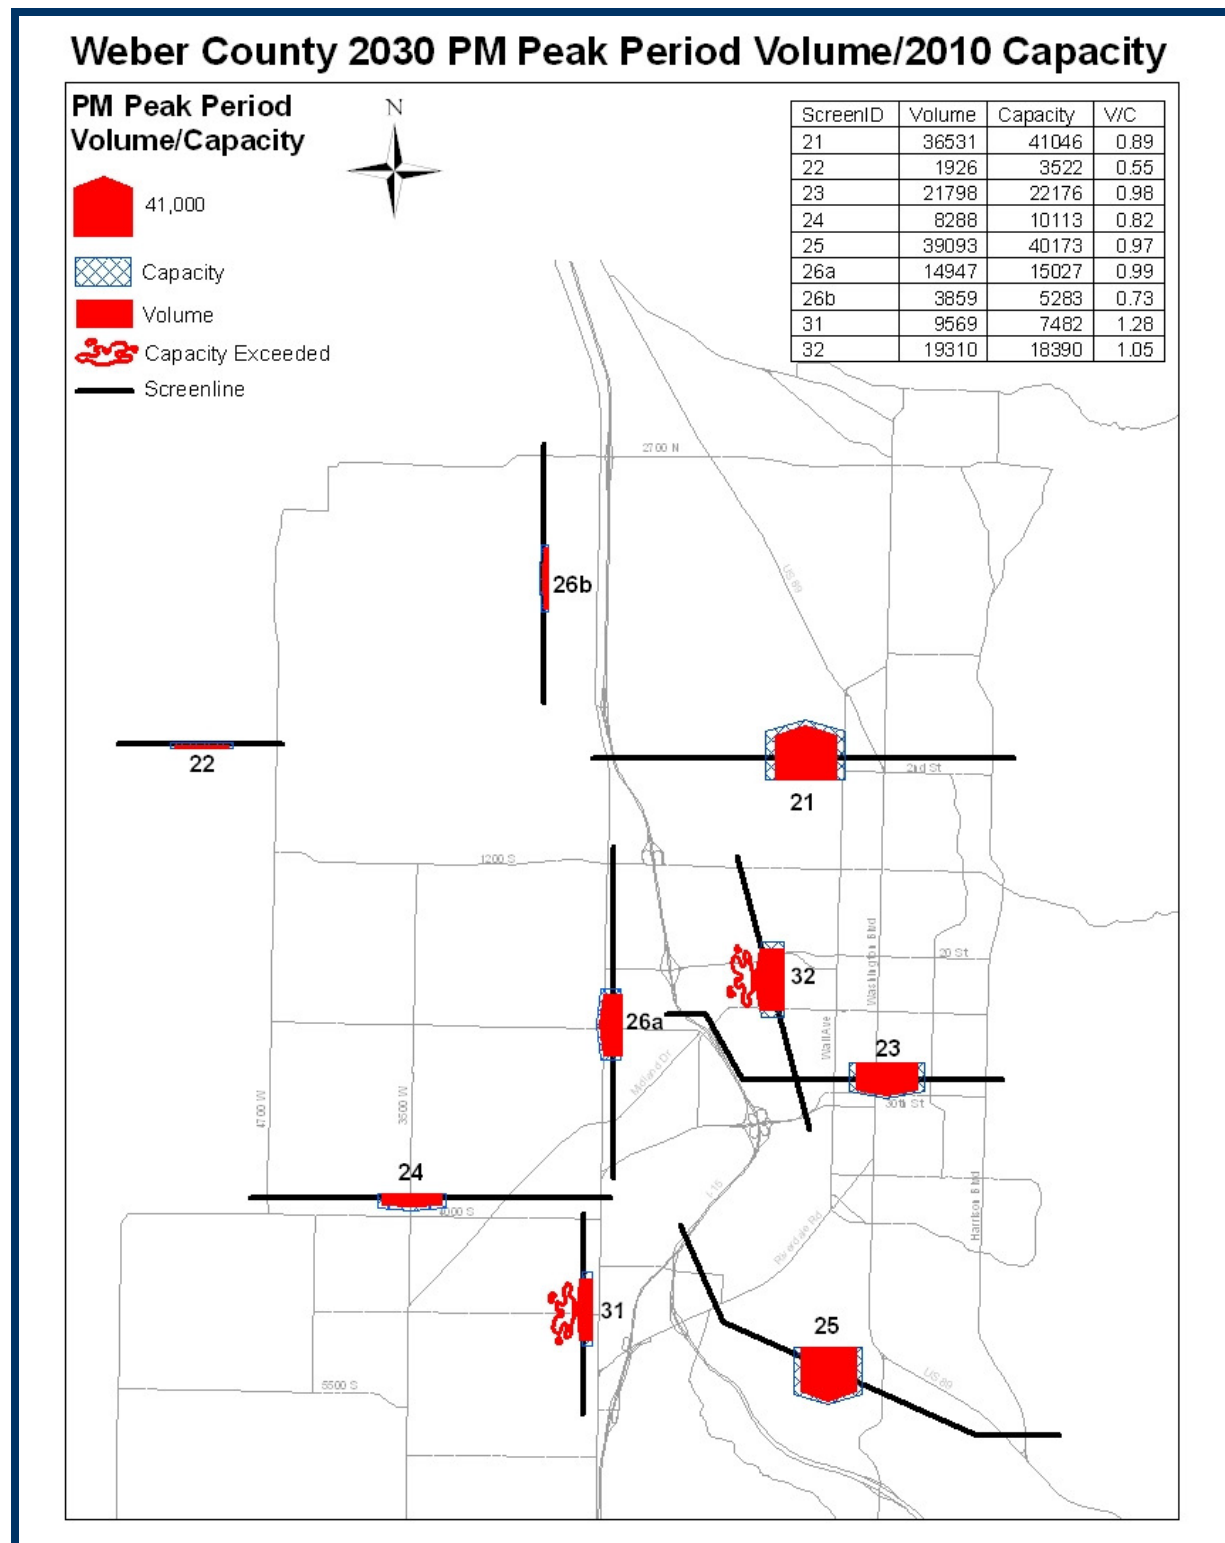 Weber County 2030 PM Peak Period Volume/2010 Capacity
PM Peak Period
Volume/Capacity
N
41,000
Capacity
Volume
Capacity Exceeded
Screenline
ScreenID Volume Capacity V/C
21 36531 41046 0.89
22 1926 3522 0.55
23 21798 22176 0.98
24 8288 10113 0.82
25 39093 40173 0.97
26a 14947 15027 0.99
26b 3859 5283 0.73
31 9569 7482 1.28
32 19310 18390 1.05
2700 N
US 89
26b
22
21
2nd St
1200 S
Washington Blvd
20 St
32
26a
Wall Ave
23
Midland Dr
30th St
4700 W
3500 W
24
4000 S
I-15
Harrison Blvd
Riverdale Rd
31
25
US 89
5500 S